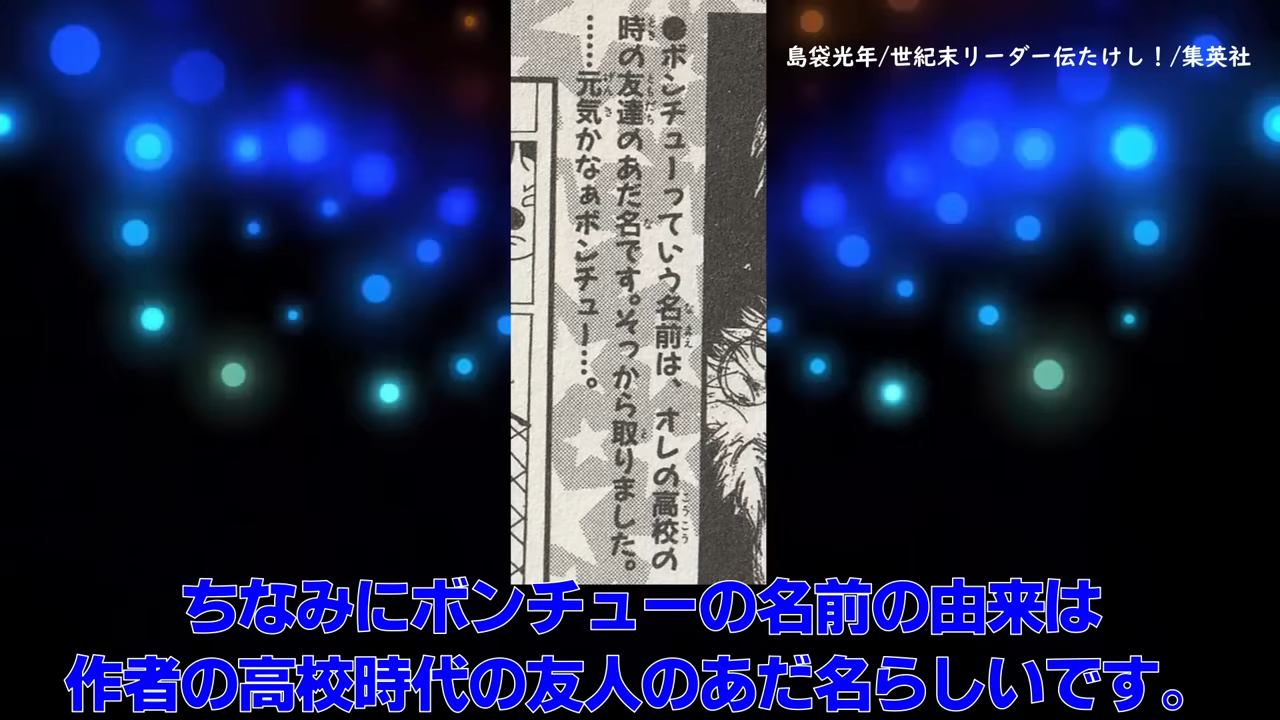 島袋光年/世紀末リーダー伝たけし！/集英社
●ボンチューっていう名前は、オレの高校の
時の友達のあだ名です。そっから取りました。
……元気かなぁボンチュー…。
ちなみにボンチューの名前の由来は
作者の高校時代の友人のあだ名らしいです。